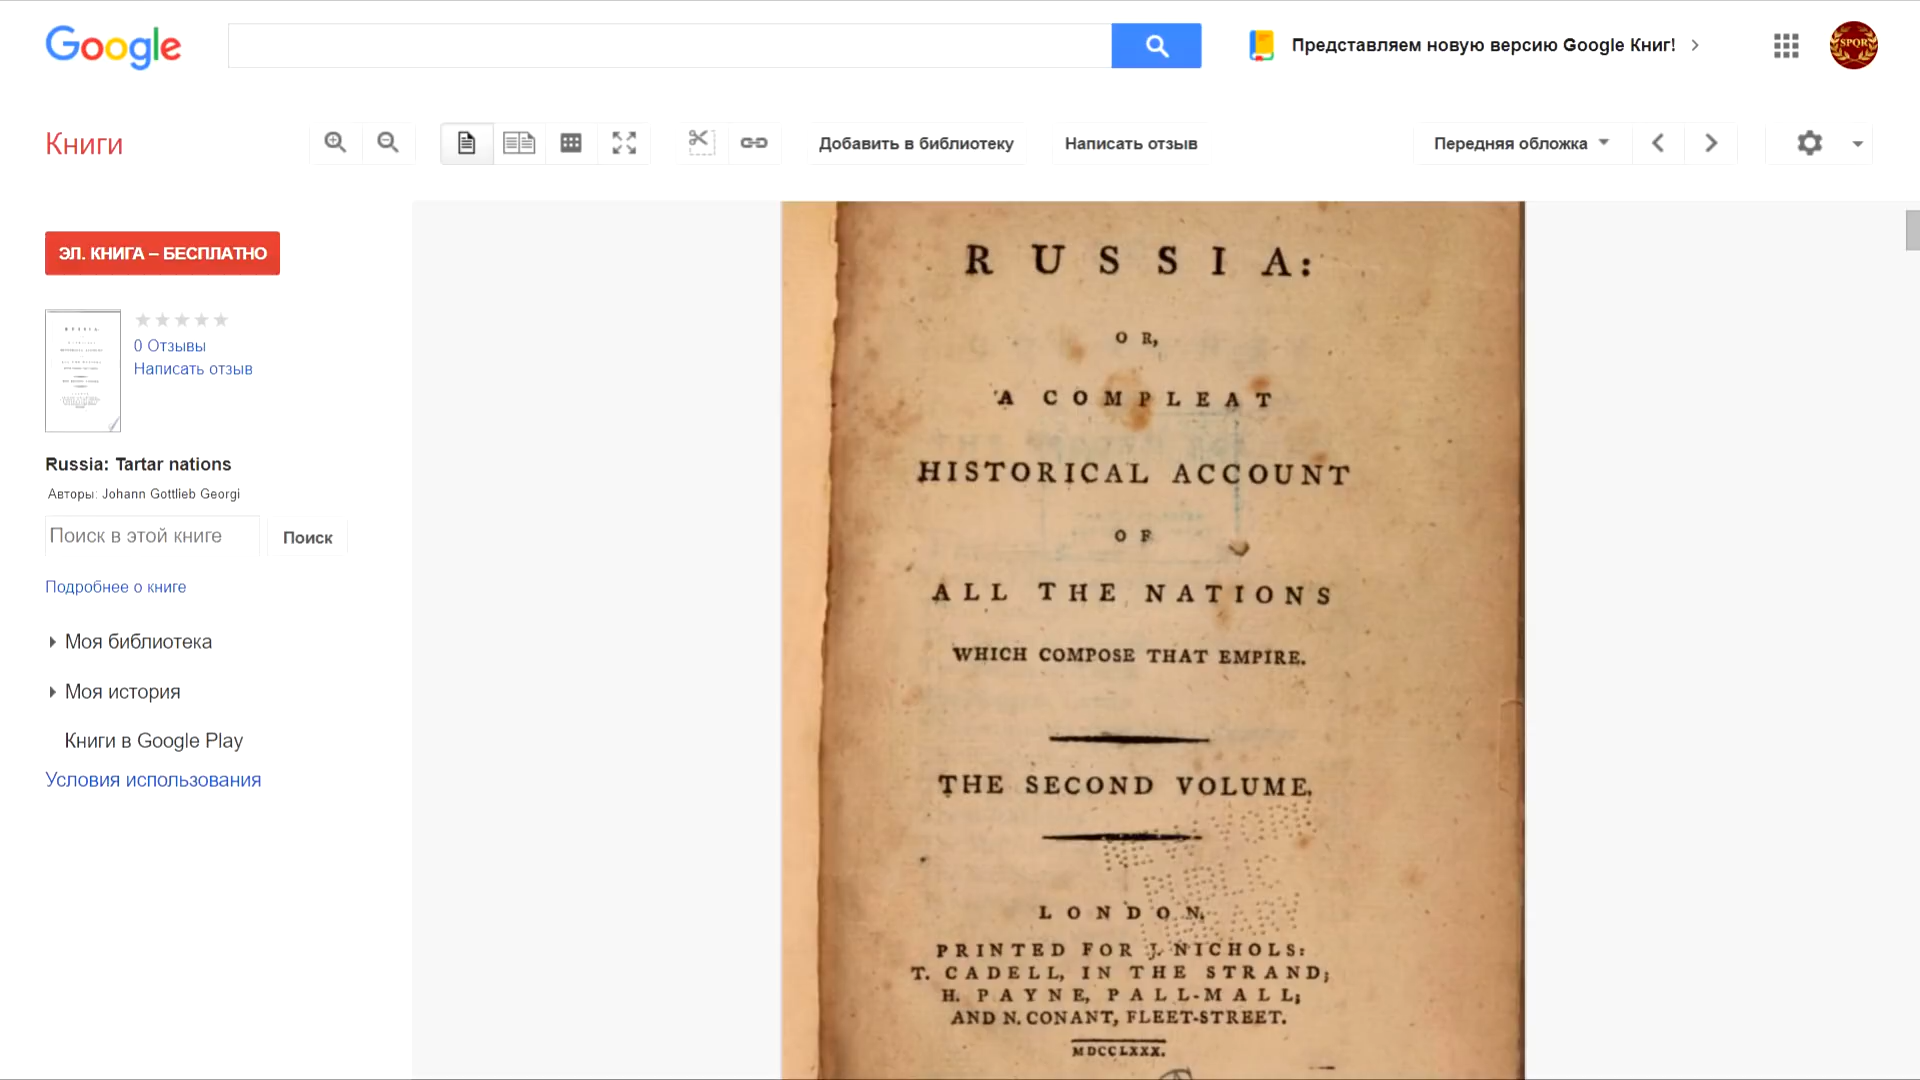 Google
Представляем новую версию Google Книг!
SPQR
Книги
Добавить в библиотеку
Написать отзыв
Передняя обложка
ЭЛ. КНИГА – БЕСПЛАТНО
0 Отзывы
Написать отзыв
Russia: Tartar nations
Авторы: Johann Gottlieb Georgi
Поиск в этой книге
Поиск
Подробнее о книге
Моя библиотека
Моя история
Книги в Google Play
Условия использования
RUSSIA:
OR,
A COMPLEAT
HISTORICAL ACCOUNT
OF
ALL THE NATIONS
WHICH COMPOSE THAT EMPIRE.
THE SECOND VOLUME.
LONDON,
PRINTED FOR J. NICHOLS:
T. CADELL, IN THE STRAND;
H. PAYNE, PALL-MALL;
AND N. CONANT, FLEET-STREET.
MDCCLXXX.